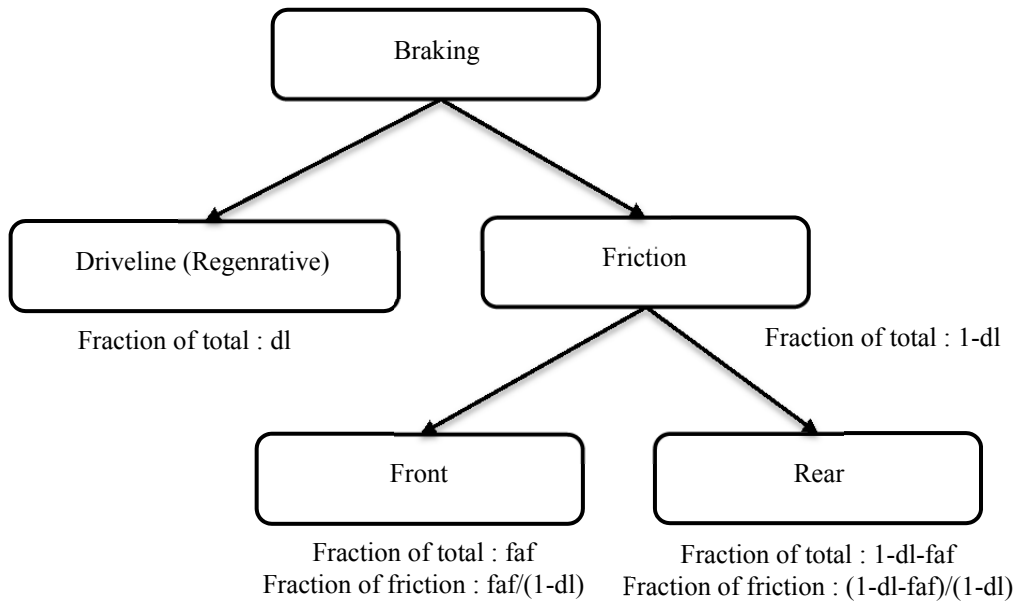 Braking
Driveline (Regenrative)
Friction
Fraction of total : dl
Fraction of total : 1-dl
Front
Rear
Fraction of total : faf
Fraction of friction : faf/(1-dl)
Fraction of total : 1-dl-faf
Fraction of friction : (1-dl-faf)/(1-dl)